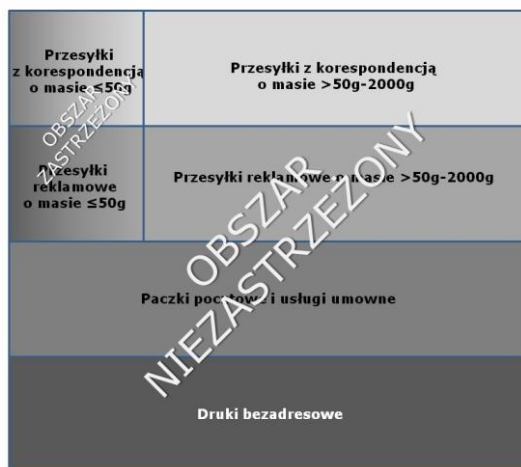 Przesyłki
z korespondencją
o masie ≤50g
Przesyłki z korespondencją
o masie >50g-2000g
OBSZAR
ZASTRZEŻONY
Przesyłki
reklamowe
o masie ≤50g
Przesyłki reklamowe o masie >50g-2000g
OBSZAR
NIEZASTRZEŻONY
Paczki pocztowe i usługi umowne
Druki bezadresowe